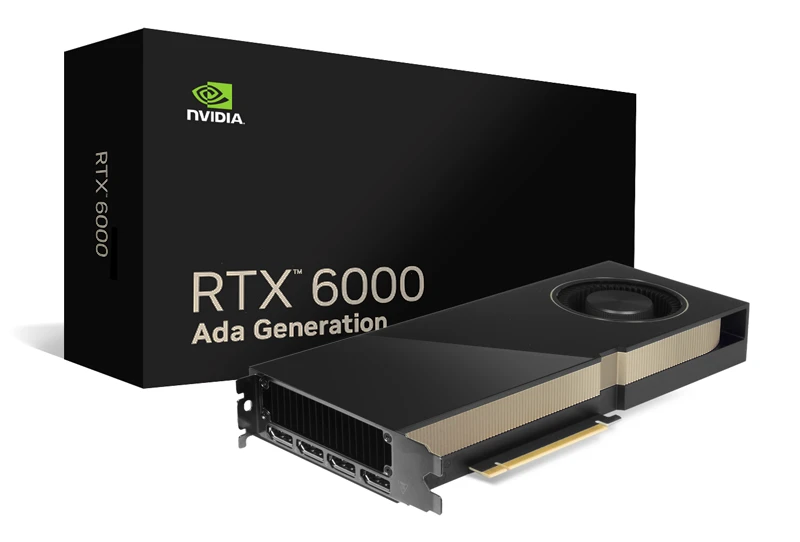 NVIDIA.
RTX 6000
RTX™ 6000
Ada Generation